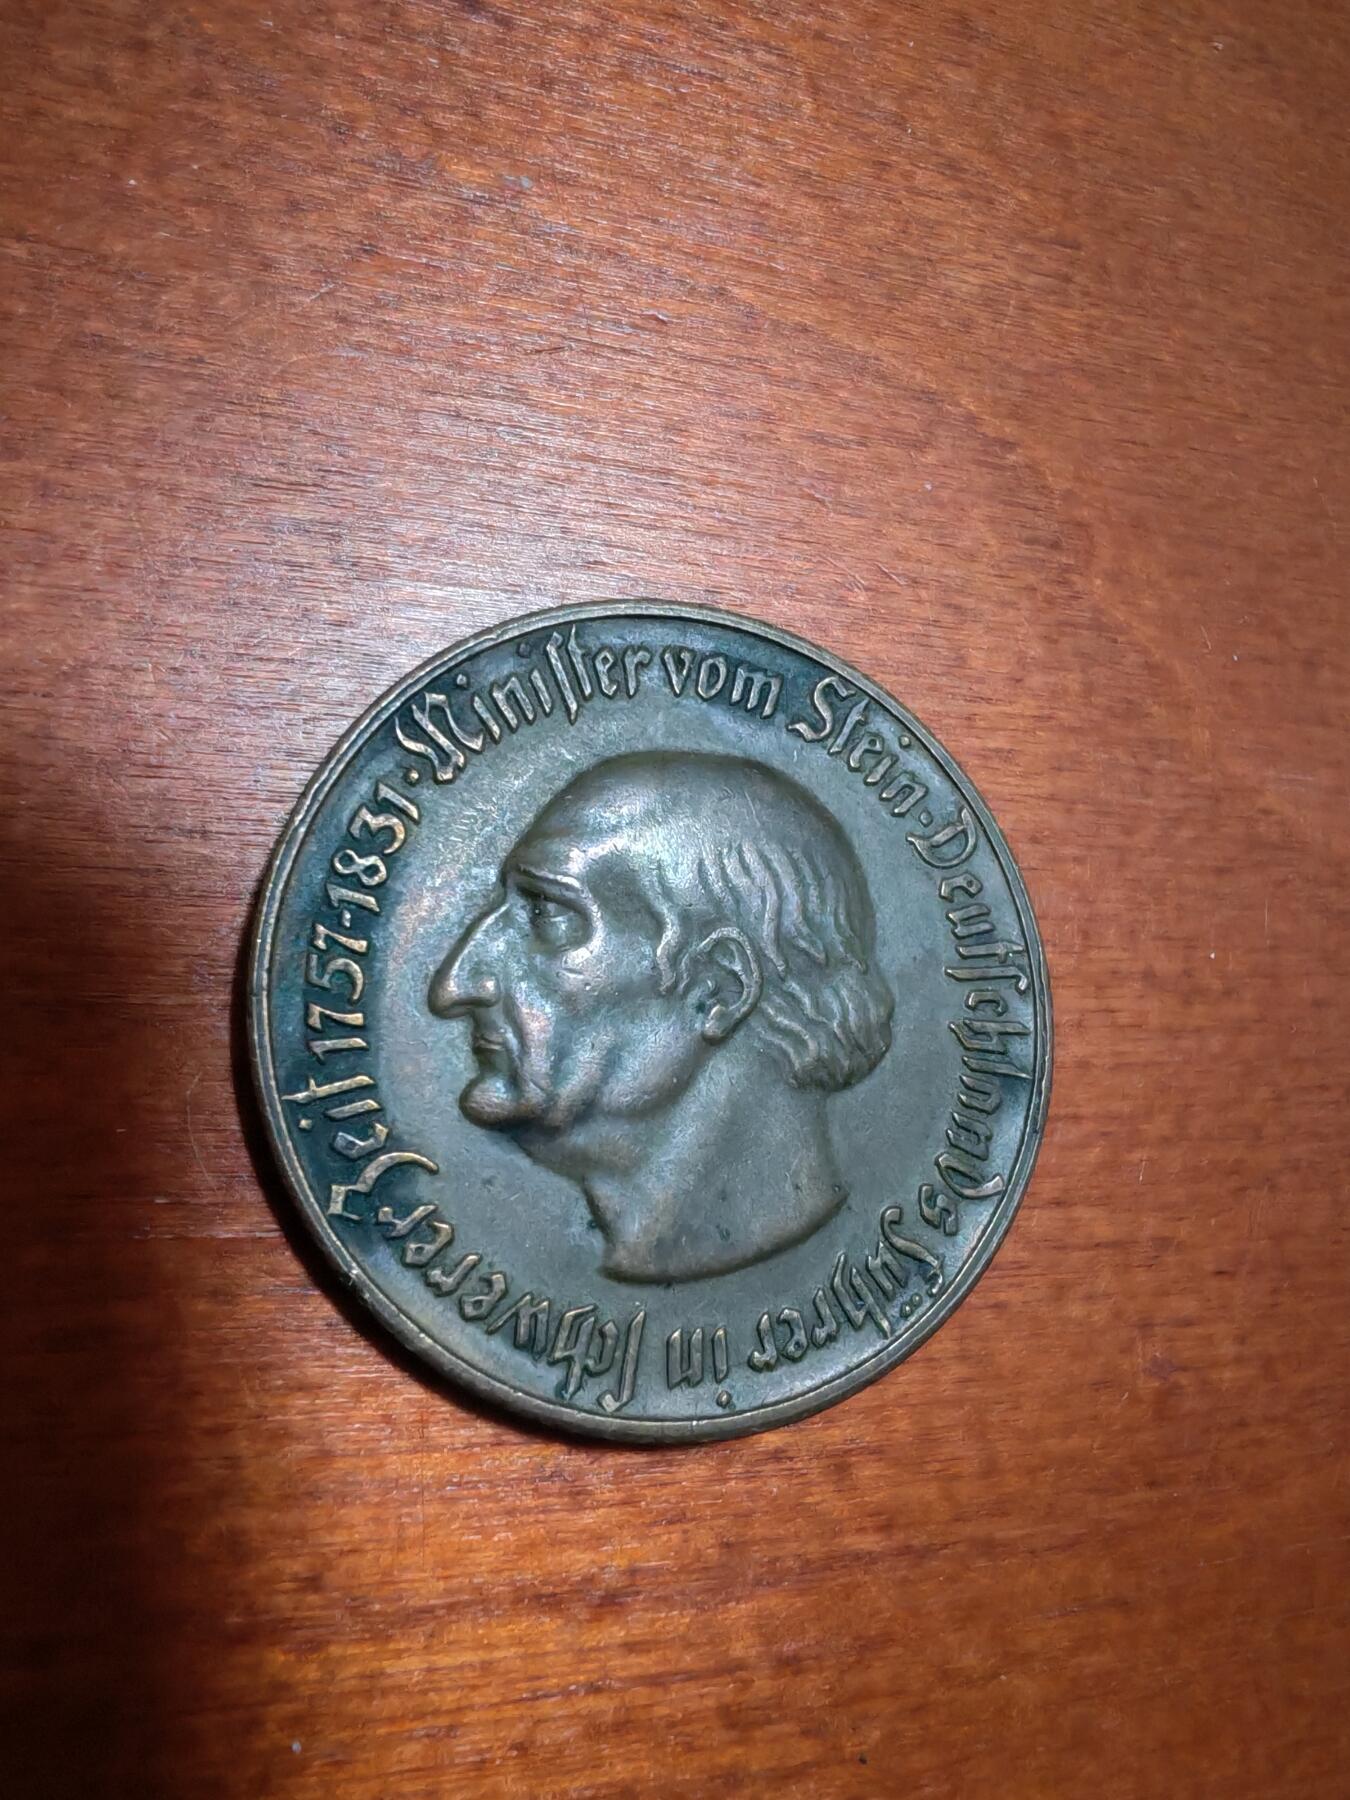 Miniſter vom Stein · Deutſchlands Führer in ſchwerer Zeit 1757-1831 ·